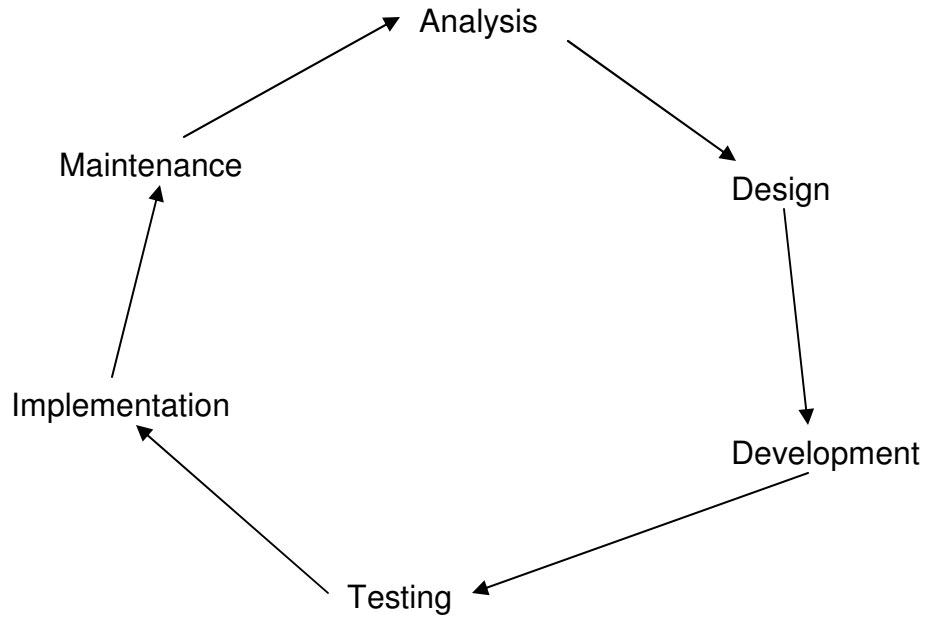 Analysis
Maintenance
Design
Implementation
Development
Testing